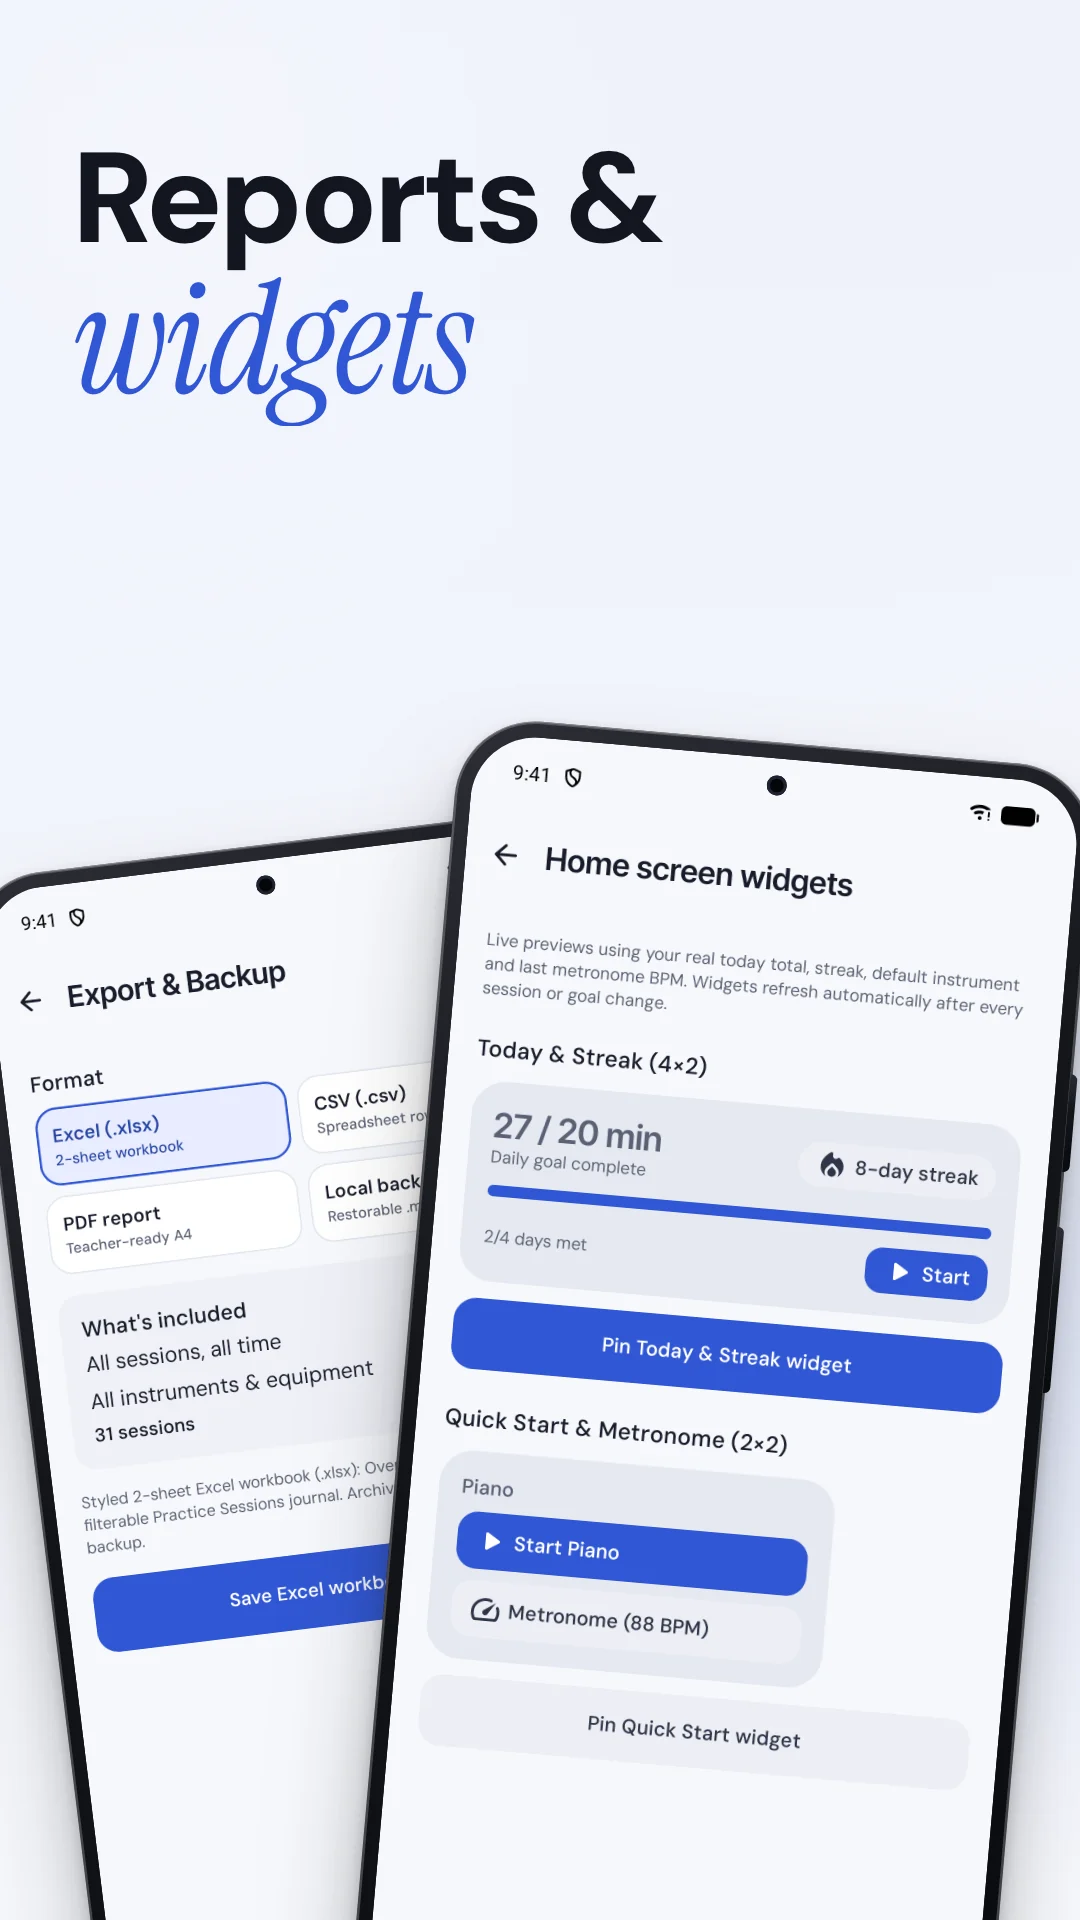 Reports &
widgets
9:41
Export & Backup
Format
Excel (.xlsx)
2-sheet workbook
CSV (.csv)
Spreadsheet
PDF report
Teacher-ready A4
Local
Restorable
What's included
All sessions, all time
All instruments & equipment
31 sessions
Styled 2-sheet Excel workbook (.xlsx):
filterable Practice Sessions journal.
backup.
Save Excel
9:41
Home screen widgets
Live previews using your real today total, streak, default instrument
and last metronome BPM. Widgets refresh automatically after every
session or goal change.
Today & Streak (4×2)
27 / 20 min
Daily goal complete
8-day streak
2/4 days met
Start
Pin Today & Streak widget
Quick Start & Metronome (2×2)
Piano
Start Piano
Metronome (88 BPM)
Pin Quick Start widget